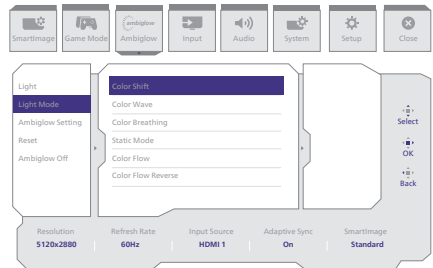 ambiglow
SmartImage Game Mode Ambiglow Input Audio System Setup Close
Light
Light Mode
Ambiglow Setting
Reset
Ambiglow Off
Color Shift
Color Wave
Color Breathing
Static Mode
Color Flow
Color Flow Reverse
Select
OK
Back
Resolution Refresh Rate Input Source Adaptive Sync SmartImage
5120x2880 60Hz HDMI 1 On Standard